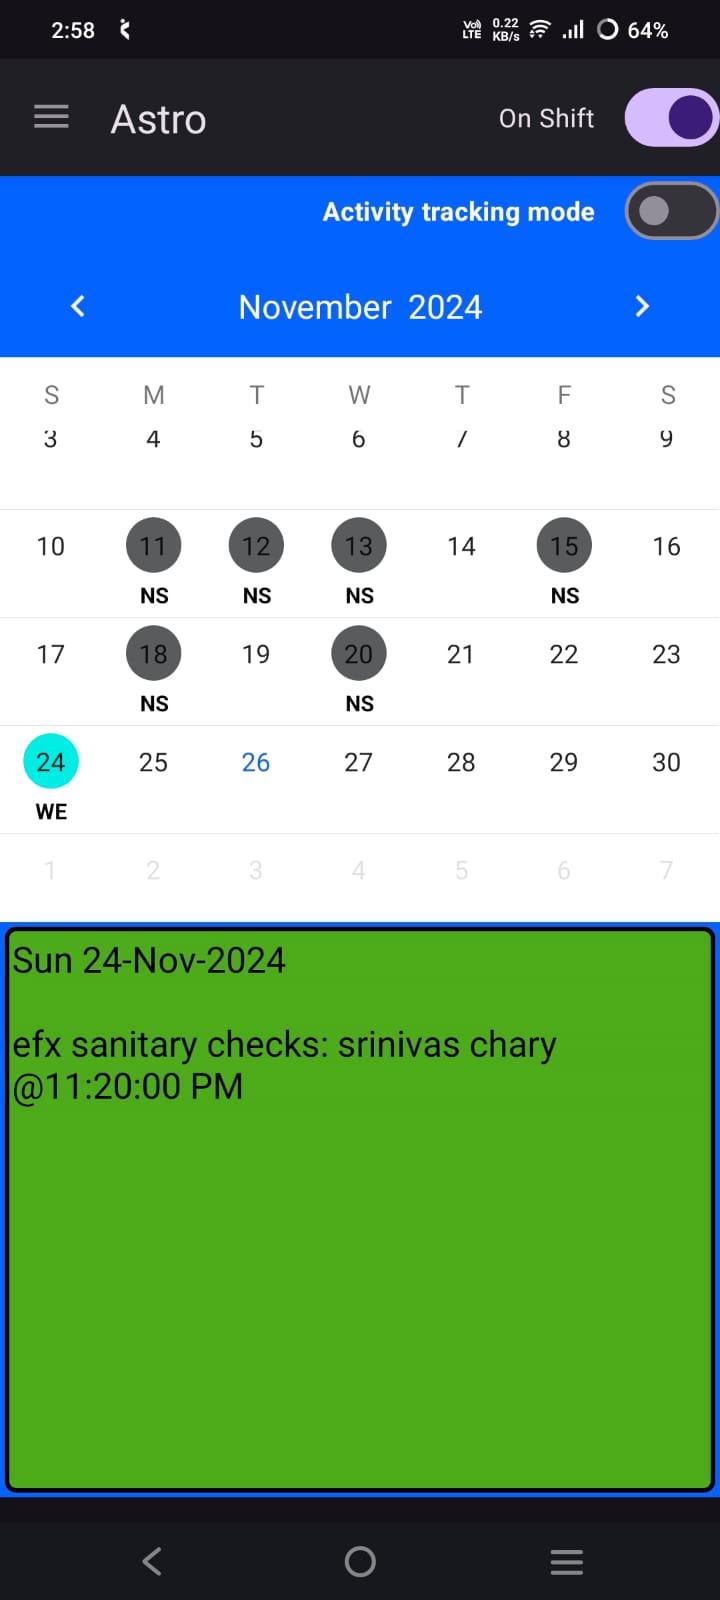 2:58 Vo) LTE 0.22 KB/s 64%
Astro On Shift
Activity tracking mode
November 2024
S M T W T F S
3 4 5 6 7 8 9
10 11 12 13 14 15 16
NS NS NS NS
17 18 19 20 21 22 23
NS NS
24 25 26 27 28 29 30
WE
1 2 3 4 5 6 7
Sun 24-Nov-2024
efx sanitary checks: srinivas chary
@11:20:00 PM